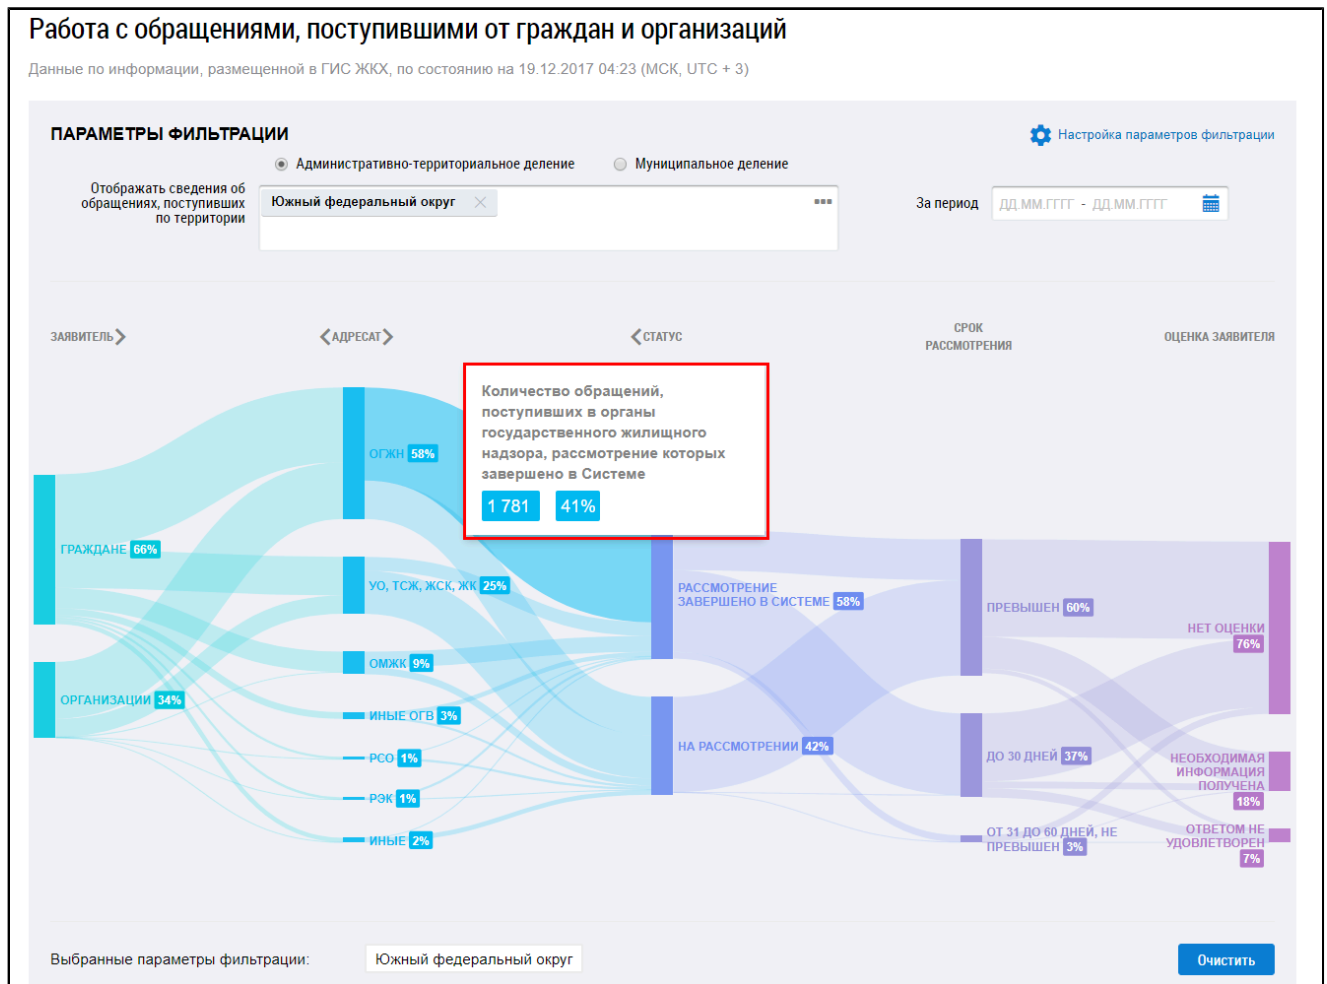 Работа с обращениями, поступившими от граждан и организаций
Данные по информации, размещенной в ГИС ЖКХ, по состоянию на 19.12.2017 04:23 (МСК, UTC + 3)
ПАРАМЕТРЫ ФИЛЬТРАЦИИ
Настройка параметров фильтрации
Административно-территориальное деление
Муниципальное деление
Отображать сведения об
обращениях, поступивших
по территории
Южный федеральный округ
За период
ДД.ММ.ГГГГ - ДД.ММ.ГГГГ
ЗАЯВИТЕЛЬ
АДРЕСАТ
СТАТУС
СРОК
РАССМОТРЕНИЯ
ОЦЕНКА ЗАЯВИТЕЛЯ
Количество обращений,
поступивших в органы
государственного жилищного
надзора, рассмотрение которых
завершено в Системе
1 781 41%
ГРАЖДАНЕ 66%
ОРГАНИЗАЦИИ 34%
ОГЖН 58%
УО, ТСЖ, ЖСК, ЖК 25%
ОМЖК 9%
ИНЫЕ ОГВ 3%
РСО 1%
РЭК 1%
ИНЫЕ 2%
РАССМОТРЕНИЕ
ЗАВЕРШЕНО В СИСТЕМЕ 58%
НА РАССМОТРЕНИИ 42%
ПРЕВЫШЕН 60%
ДО 30 ДНЕЙ 37%
ОТ 31 ДО 60 ДНЕЙ, НЕ
ПРЕВЫШЕН 3%
НЕТ ОЦЕНКИ
76%
НЕОБХОДИМАЯ
ИНФОРМАЦИЯ
ПОЛУЧЕНА
18%
ОТВЕТОМ НЕ
УДОВЛЕТВОРЕН
7%
Выбранные параметры фильтрации:
Южный федеральный округ
Очистить